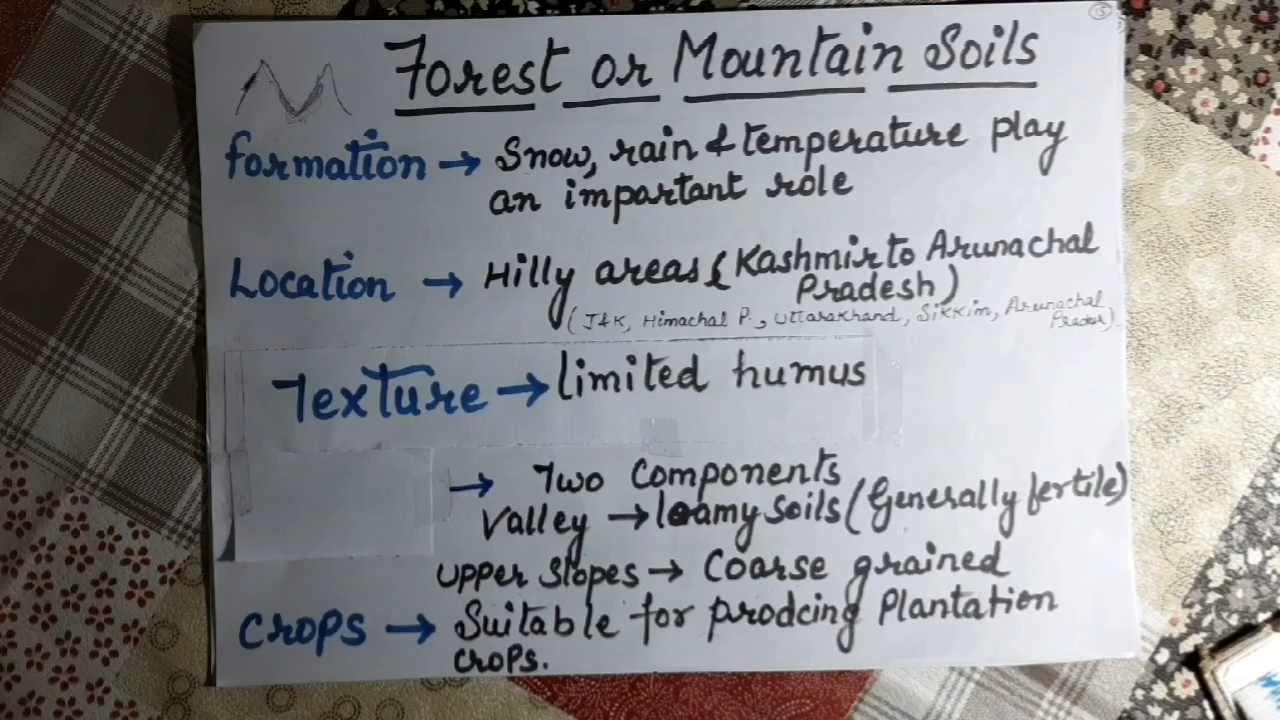 15
Forest or Mountain Soils
formation → Snow, rain & temperature play
an important role
Location → Hilly areas (Kashmir to Arunachal
Pradesh)
(J&K, Himachal P., Uttarakhand, Sikkim, Arunachal
Texture → limited humus
→ Two Components
Valley → loamy soils (Generally fertile)
Upper Slopes → Coarse grained
Crops → Suitable for prodcing Plantation
crops.